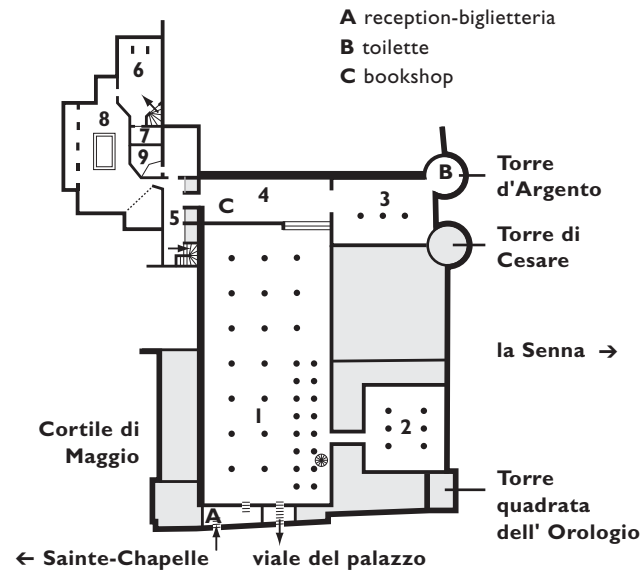 A reception-biglietteria
B toilette
C bookshop
6
8
7
9
B
Torre
d'Argento
4
3
C
5
Torre di
Cesare
la Senna →
1
2
Cortile di
Maggio
Torre
quadrata
dell' Orologio
A
← Sainte-Chapelle
viale del palazzo